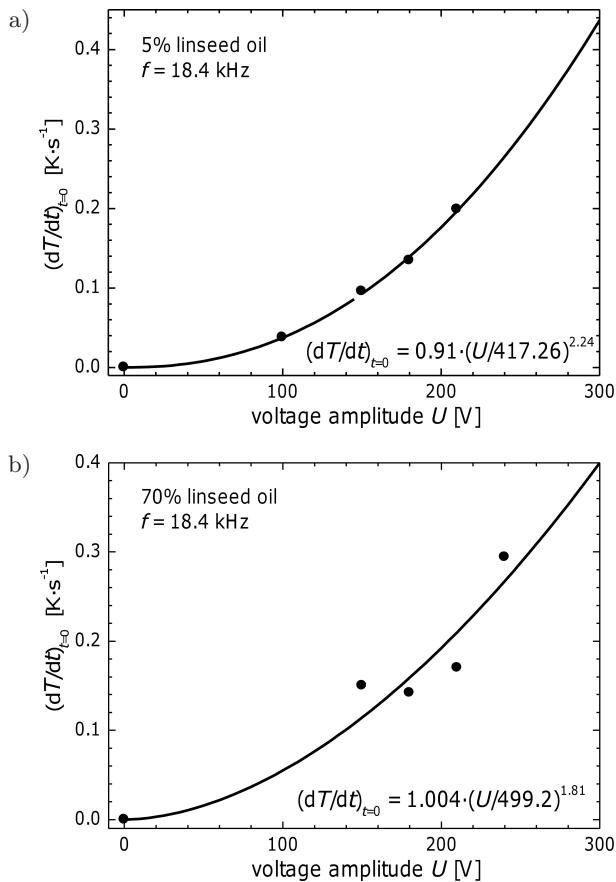 a)
5% linseed oil
f = 18.4 kHz
(dT/dt)t=0 [K·s-1]
0.4
0.3
0.2
0.1
0.0
(dT/dt)t=0 = 0.91·(U/417.26)2.24
0 100 200 300
voltage amplitude U [V]
b)
70% linseed oil
f = 18.4 kHz
(dT/dt)t=0 [K·s-1]
0.4
0.3
0.2
0.1
0.0
(dT/dt)t=0 = 1.004·(U/499.2)1.81
0 100 200 300
voltage amplitude U [V]